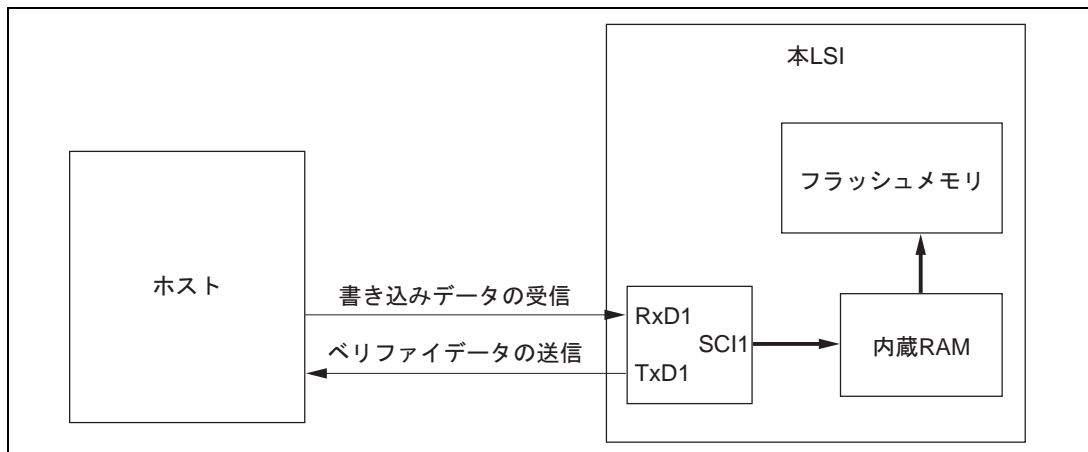 本LSI
フラッシュメモリ
ホスト
書き込みデータの受信
RxD1
SCI1
内蔵RAM
ベリファイデータの送信
TxD1